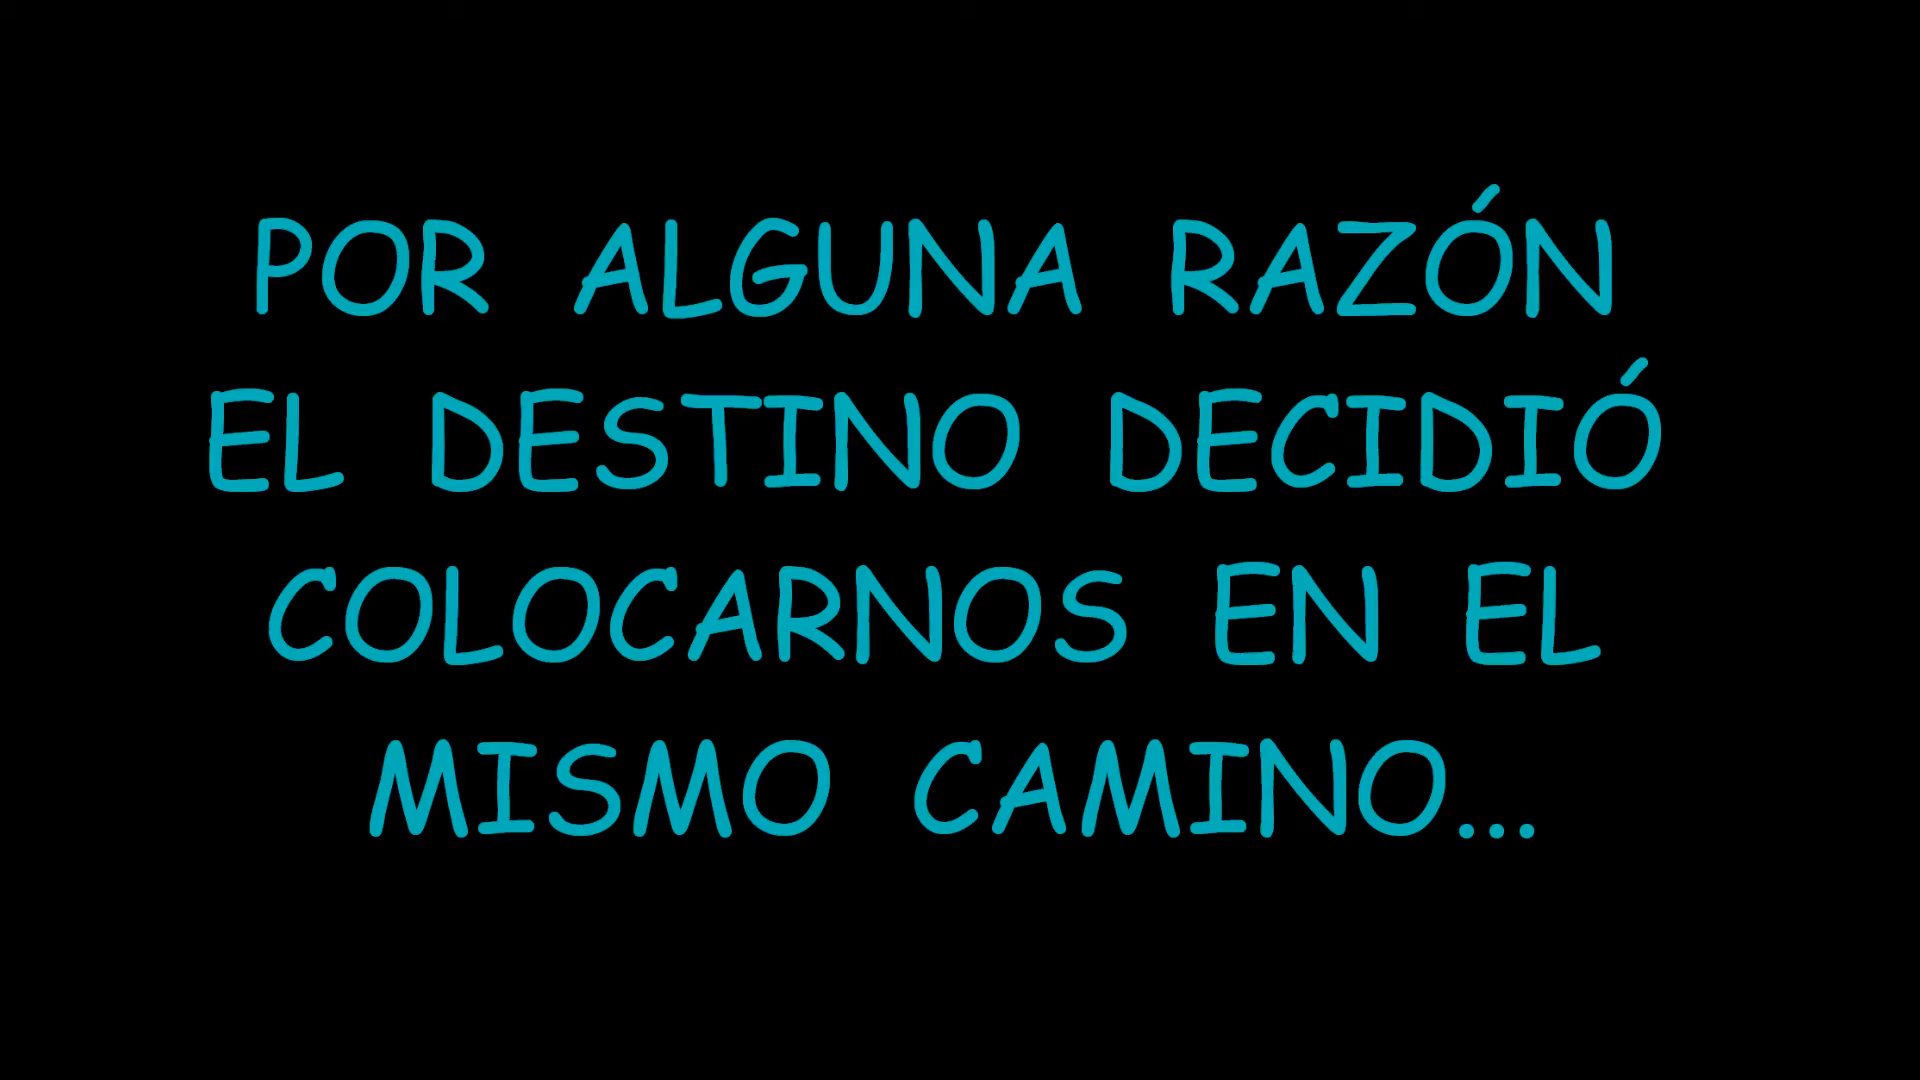 POR ALGUNA RAZÓN
EL DESTINO DECIDIÓ
COLOCARNOS EN EL
MISMO CAMINO...